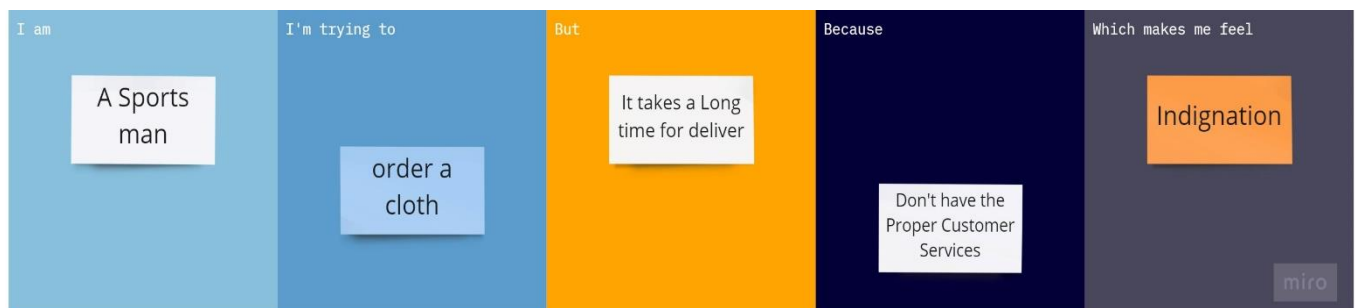 I am
A Sports
man
I'm trying to
order a
cloth
But
It takes a Long
time for deliver
Because
Don't have the
Proper Customer
Services
Which makes me feel
Indignation
miro